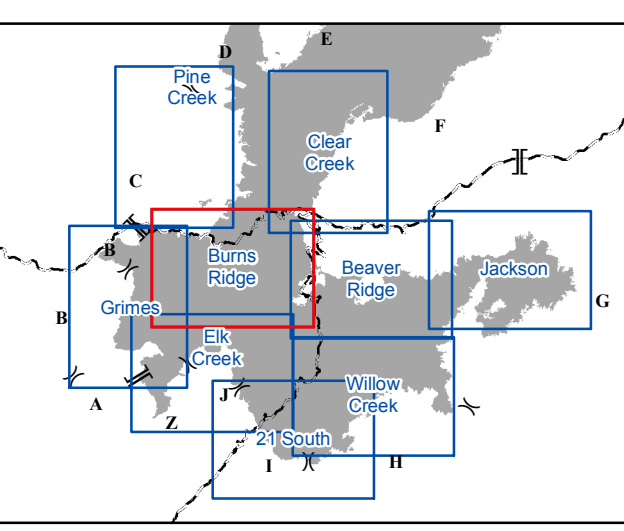 E
D
Pine
Creek
F
Clear
Creek
C
B
Burns
Ridge
Beaver
Ridge
Jackson
G
Grimes
B
Elk
Creek
J
Willow
Creek
A
Z
21 South
I
H